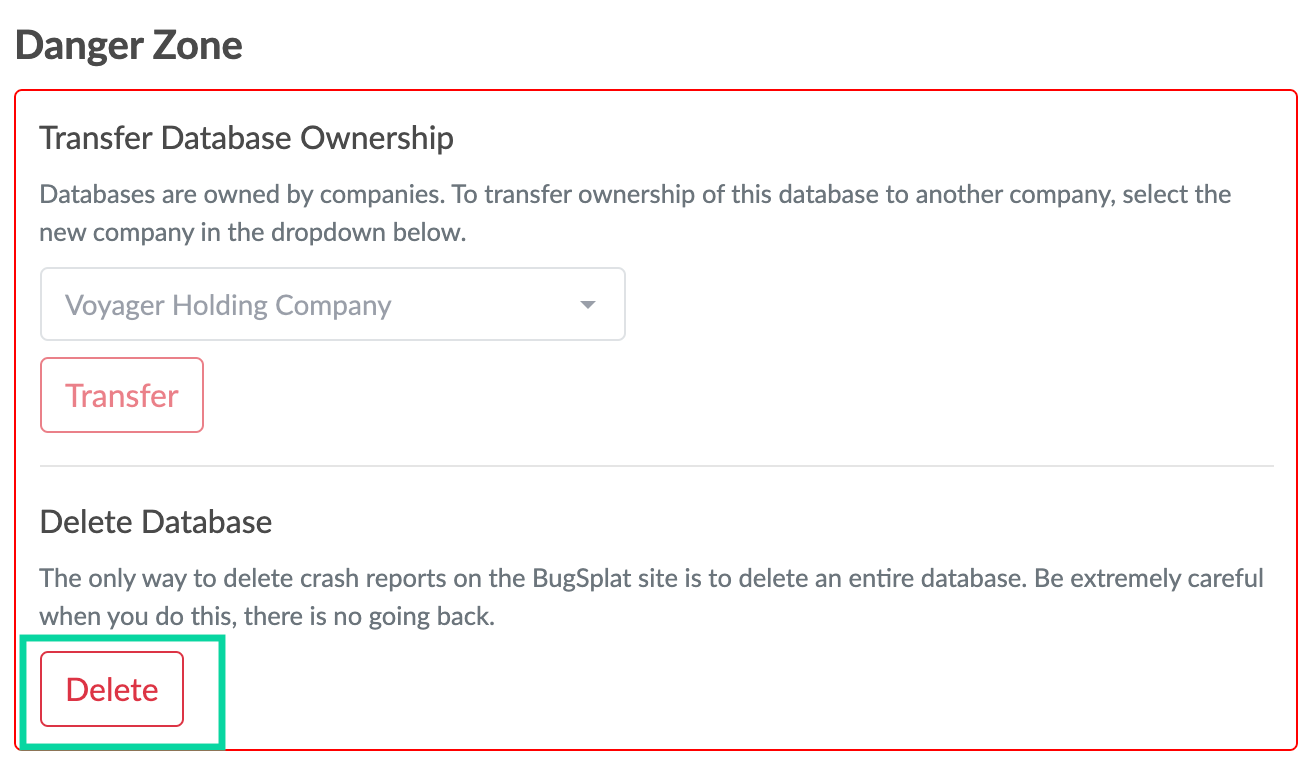 Danger Zone
Transfer Database Ownership
Databases are owned by companies. To transfer ownership of this database to another company, select the
new company in the dropdown below.
Voyager Holding Company
Transfer
Delete Database
The only way to delete crash reports on the BugSplat site is to delete an entire database. Be extremely careful
when you do this, there is no going back.
Delete